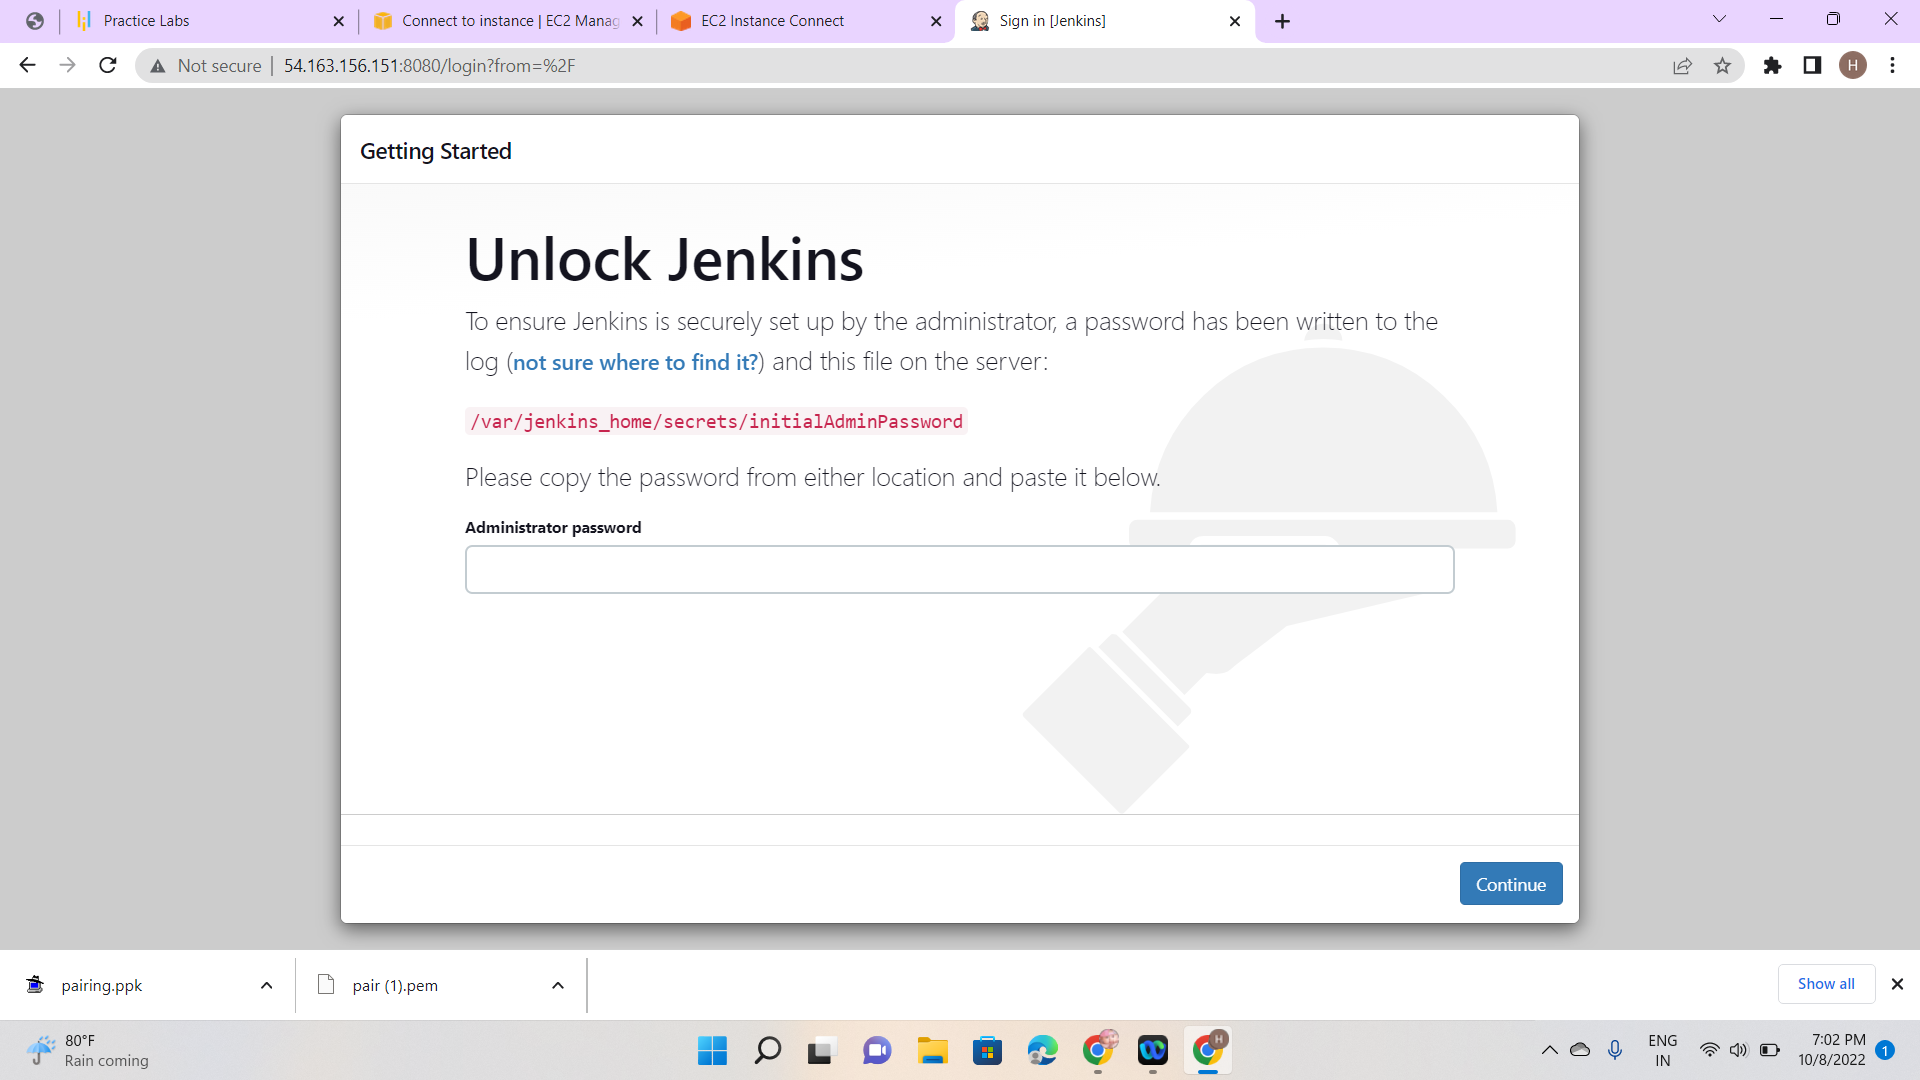 Practice Labs
Connect to instance | EC2 Manag
EC2 Instance Connect
Sign in [Jenkins]
Not secure | 54.163.156.151:8080/login?from=%2F
H
Getting Started
Unlock Jenkins
To ensure Jenkins is securely set up by the administrator, a password has been written to the
log (not sure where to find it?) and this file on the server:
/var/jenkins_home/secrets/initialAdminPassword
Please copy the password from either location and paste it below.
Administrator password
Continue
pairing.ppk
pair (1).pem
Show all
80°F
Rain coming
H
ENG
IN
7:02 PM
10/8/2022
1